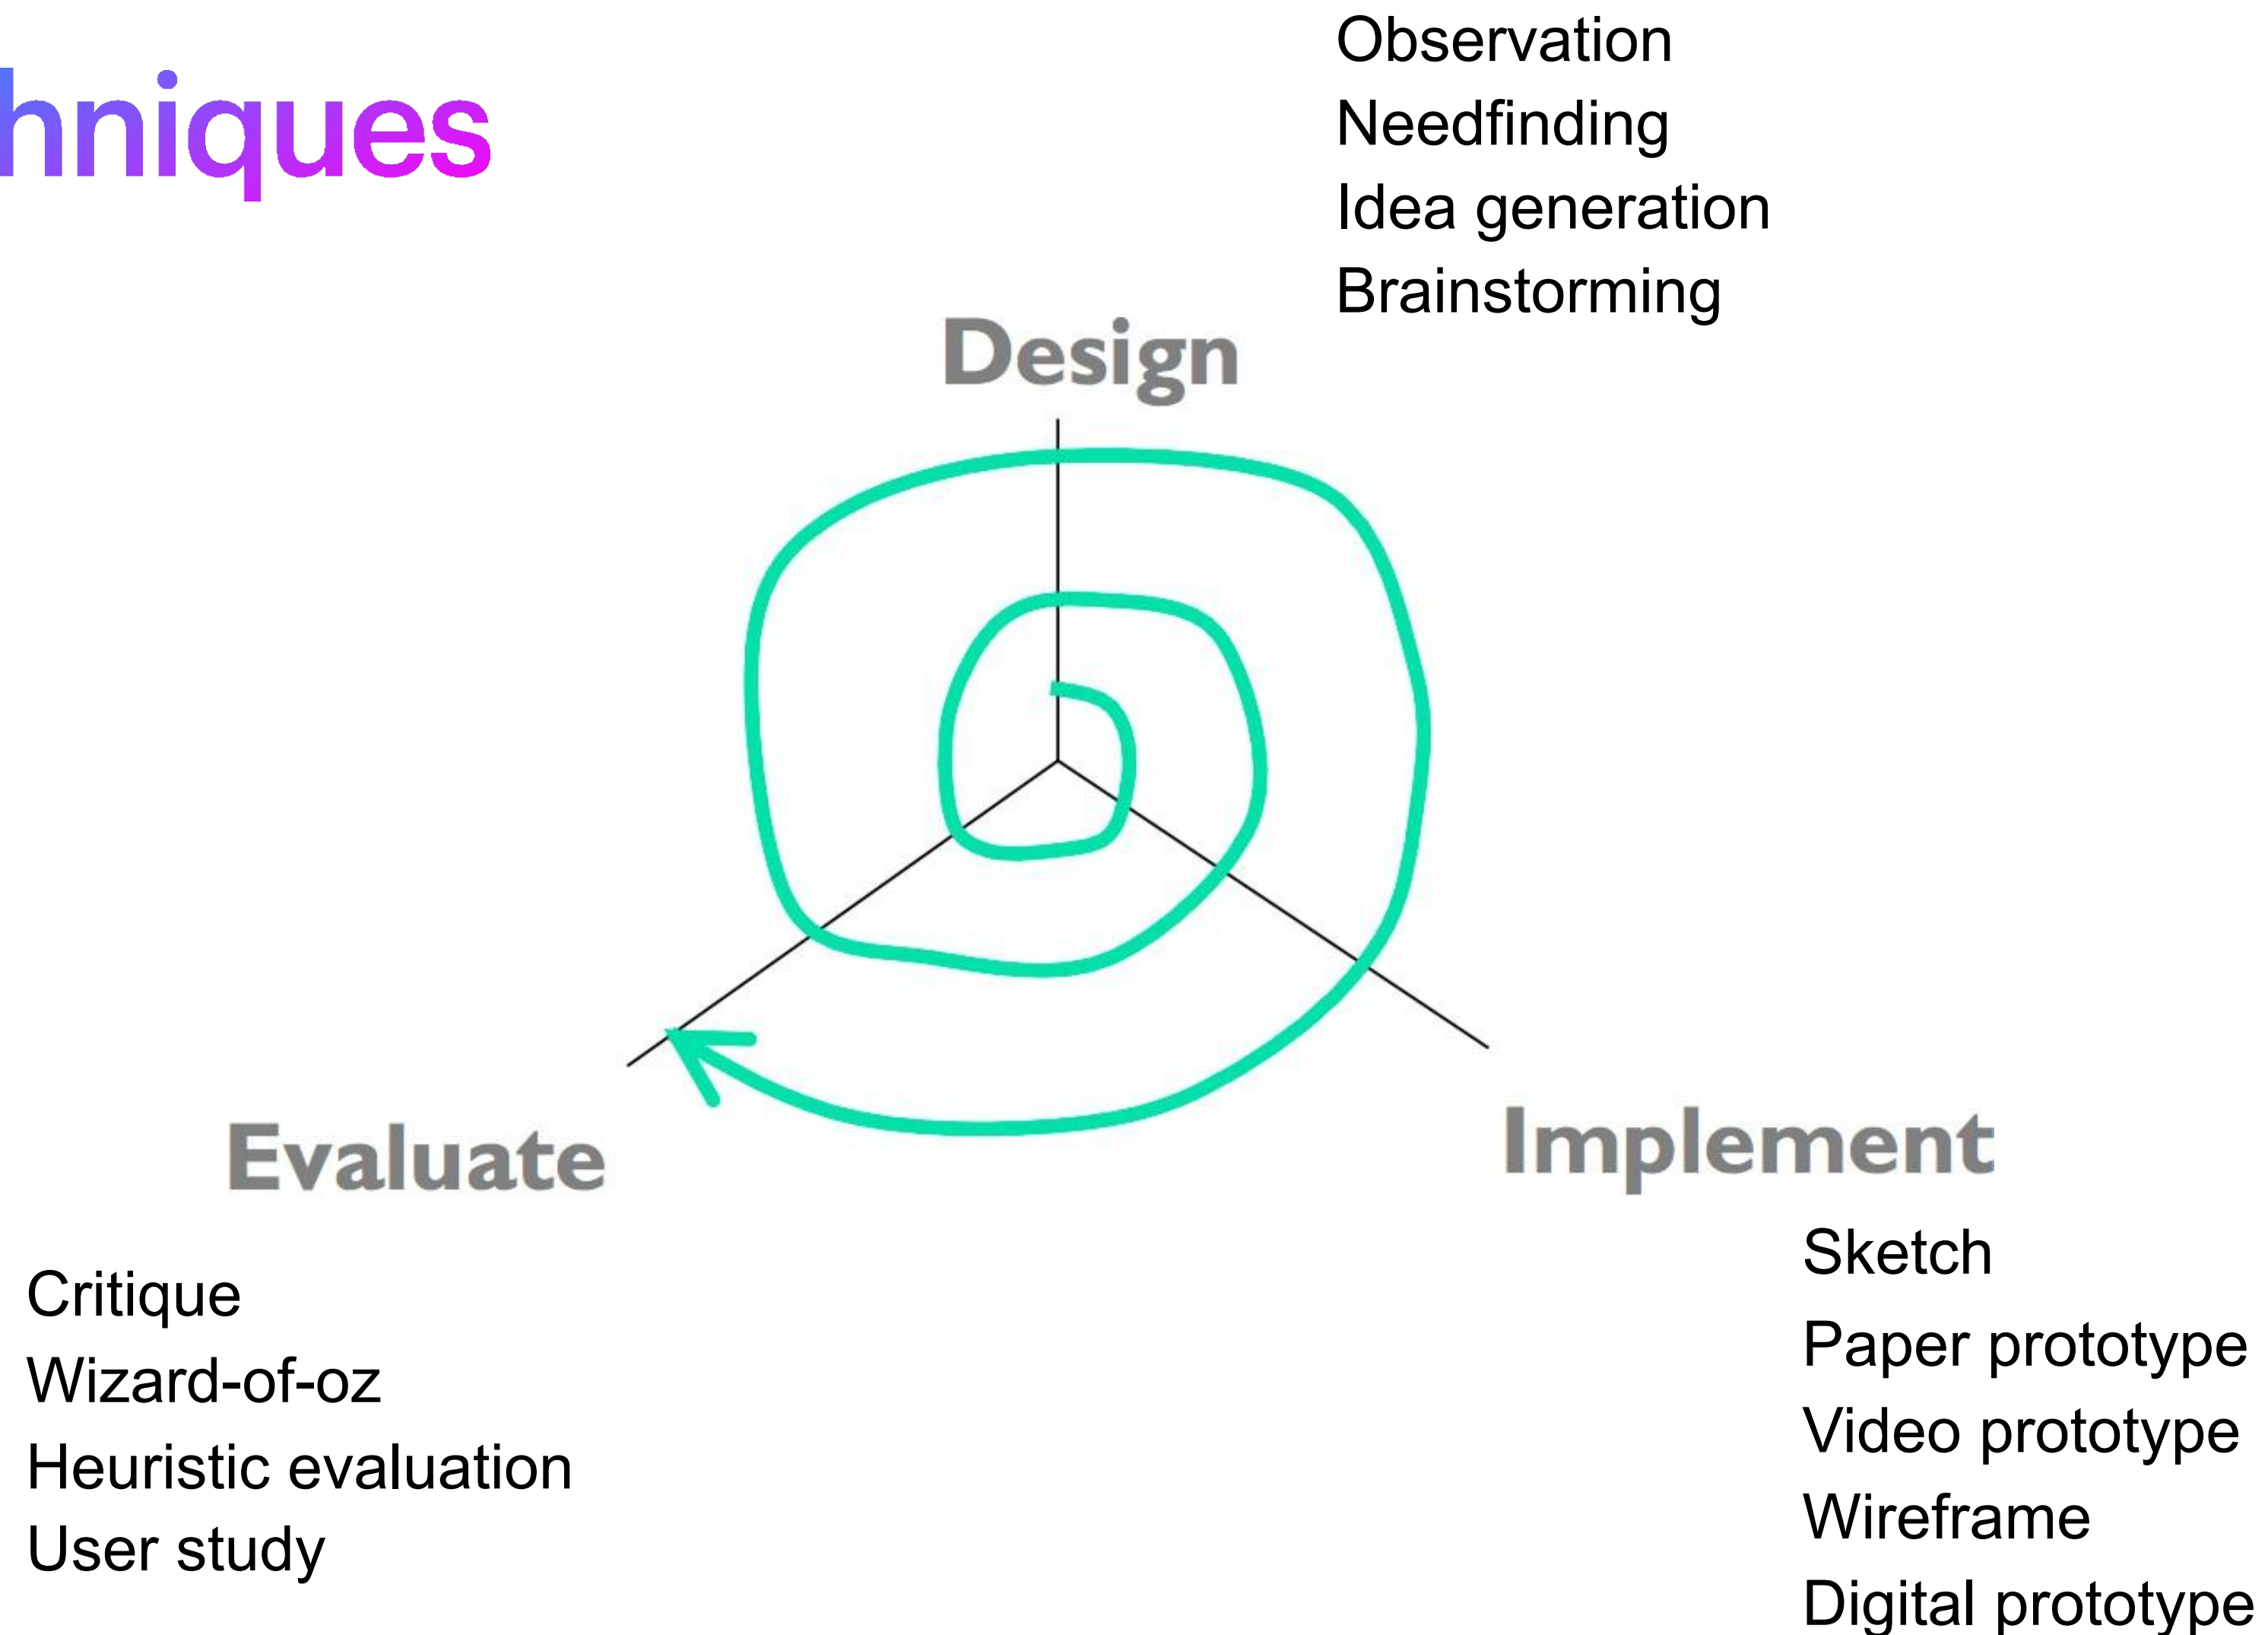 hniques
Observation
Needfinding
Idea generation
Brainstorming
Design
Evaluate
Implement
Critique
Wizard-of-oz
Heuristic evaluation
User study
Sketch
Paper prototype
Video prototype
Wireframe
Digital prototype